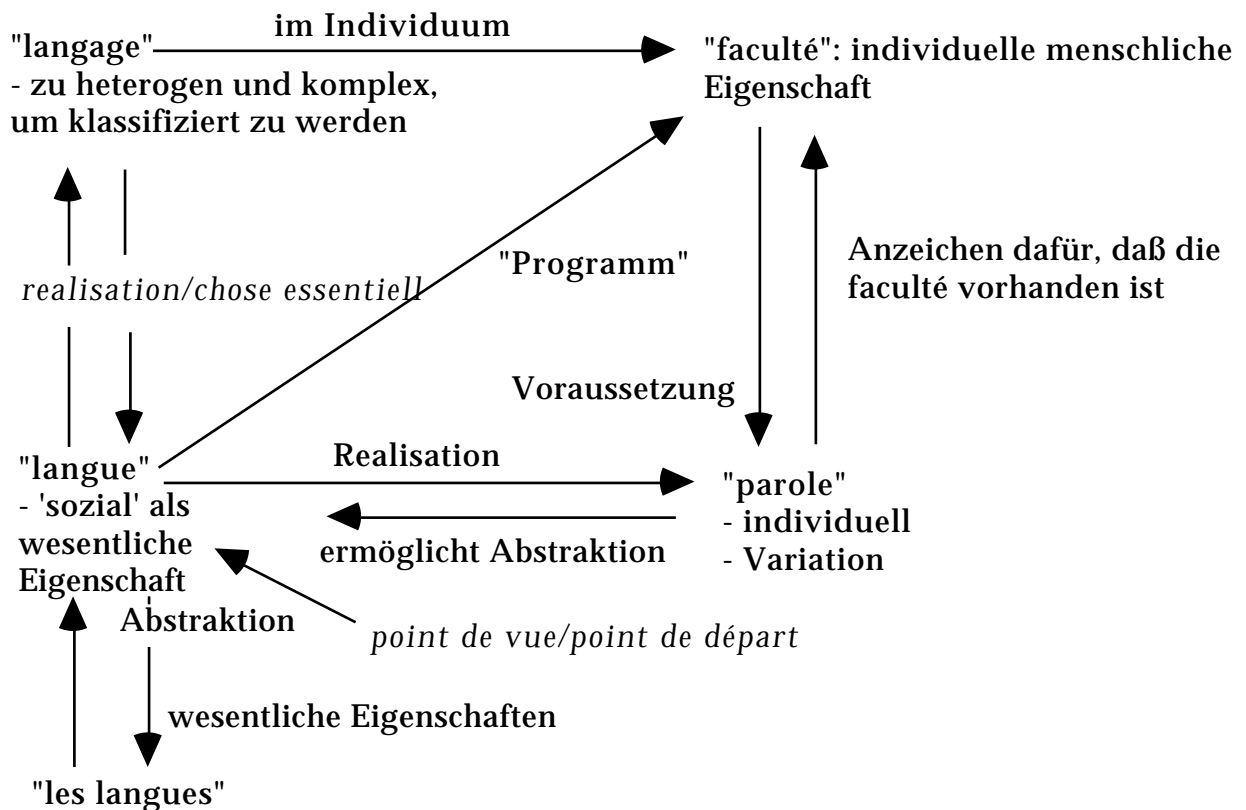 im Individuum
"langage"
- zu heterogen und komplex,
um klassifiziert zu werden
"faculté": individuelle menschliche
Eigenschaft
"Programm"
Anzeichen dafür, daß die
faculté vorhanden ist
realisation/chose essentiell
Voraussetzung
"langue"
- 'sozial' als
wesentliche
Eigenschaft
Realisation
"parole"
- individuell
- Variation
ermöglicht Abstraktion
Abstraktion
point de vue/point de départ
wesentliche Eigenschaften
"les langues"